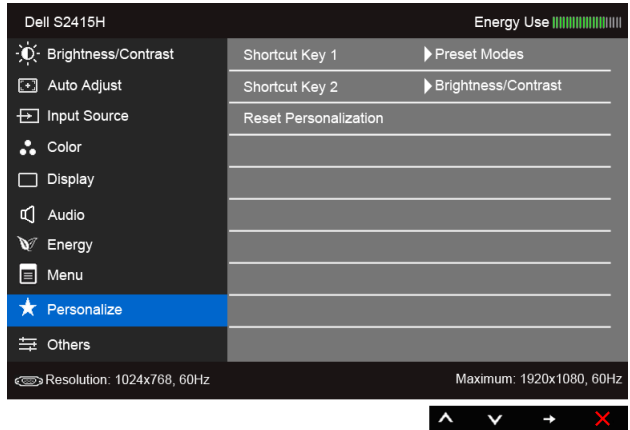 Dell S2415H Energy Use
Brightness/Contrast Shortcut Key 1 Preset Modes
Auto Adjust Shortcut Key 2 Brightness/Contrast
Input Source Reset Personalization
Color
Display
Audio
Energy
Menu
Personalize
Others
Resolution: 1024x768, 60Hz Maximum: 1920x1080, 60Hz